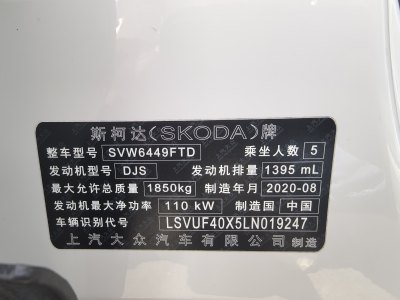 斯柯达(SKODA)牌
整车型号 SVW6449FTD 乘坐人数 5
发动机型号 DJS 发动机排量 1395 mL
最大允许总质量 1850kg 制造年月 2020-08
发动机最大净功率 110 kW 制造国 中国
车辆识别代号 LSVUF40X5LN019247
上汽大众汽车有限公司 制造